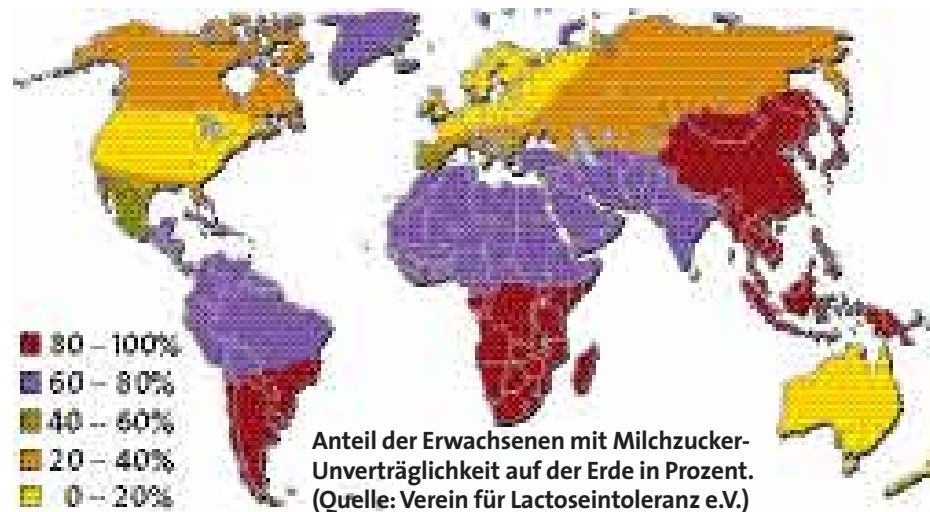 80 – 100%
60 – 80%
40 – 60%
20 – 40%
0 – 20%
Anteil der Erwachsenen mit Milchzucker-
Unverträglichkeit auf der Erde in Prozent.
(Quelle: Verein für Lactoseintoleranz e.V.)